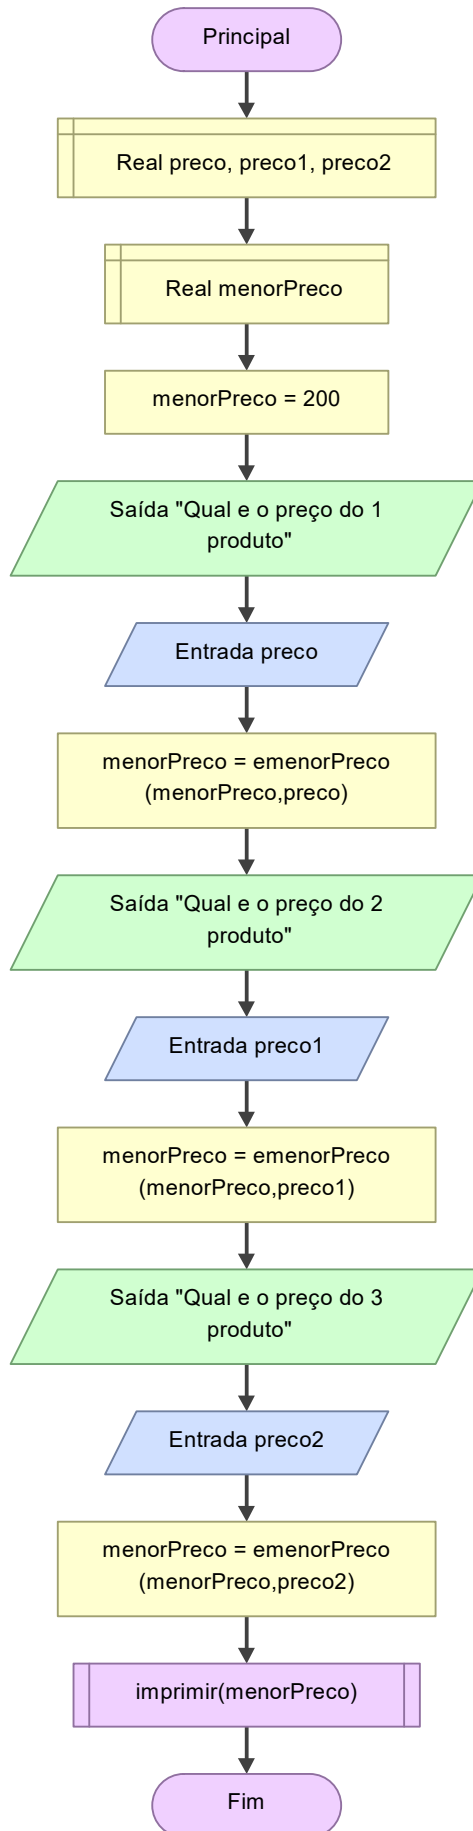 Principal
Real preco, preco1, preco2
Real menorPreco
menorPreco = 200
Saída "Qual e o preço do 1
produto"
Entrada preco
menorPreco = emenorPreco
(menorPreco,preco)
Saída "Qual e o preço do 2
produto"
Entrada preco1
menorPreco = emenorPreco
(menorPreco,preco1)
Saída "Qual e o preço do 3
produto"
Entrada preco2
menorPreco = emenorPreco
(menorPreco,preco2)
imprimir(menorPreco)
Fim